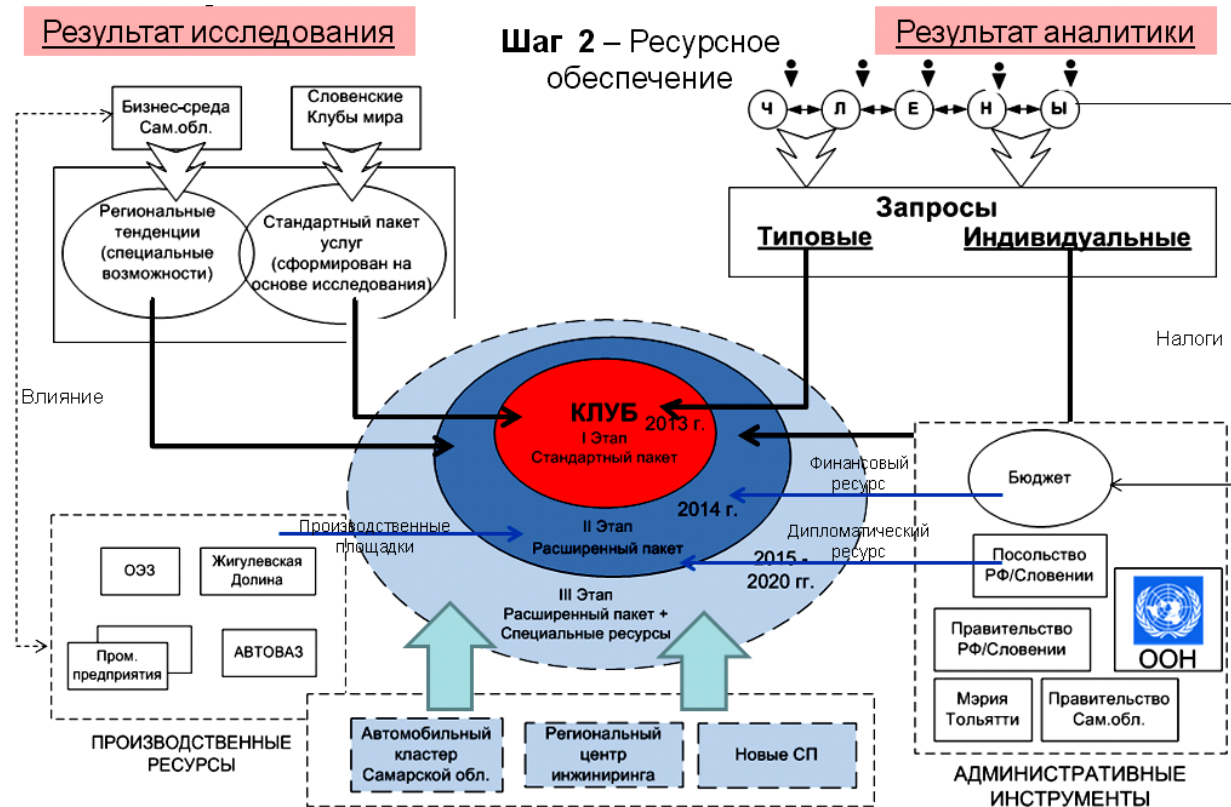 Результат исследования
Шаг 2 – Ресурсное
обеспечение
Результат аналитики
Бизнес-среда
Сам.обл.
Словенские
Клубы мира
Ч Л Е Н Ы
Региональные
тенденции
(специальные
возможности)
Стандартный пакет
услуг
(сформирован на
основе исследования)
Запросы
Типовые Индивидуальные
Влияние
Налоги
КЛУБ
2013 г.
I Этап
Стандартный пакет
2014 г.
II Этап
Расширенный пакет
2015 -
2020 гг.
III Этап
Расширенный пакет +
Специальные ресурсы
Финансовый
ресурс
Дипломатический
ресурс
Производственные
площадки
ОЭЗ
Жигулевская
Долина
Пром.
предприятия
АВТОВАЗ
ПРОИЗВОДСТВЕННЫЕ
РЕСУРСЫ
Автомобильный
кластер
Самарской обл.
Региональный
центр
инжиниринга
Новые СП
Бюджет
Посольство
РФ/Словении
Правительство
РФ/Словении
ООН
Мэрия
Тольятти
Правительство
Сам.обл.
АДМИНИСТРАТИВНЫЕ
ИНСТРУМЕНТЫ